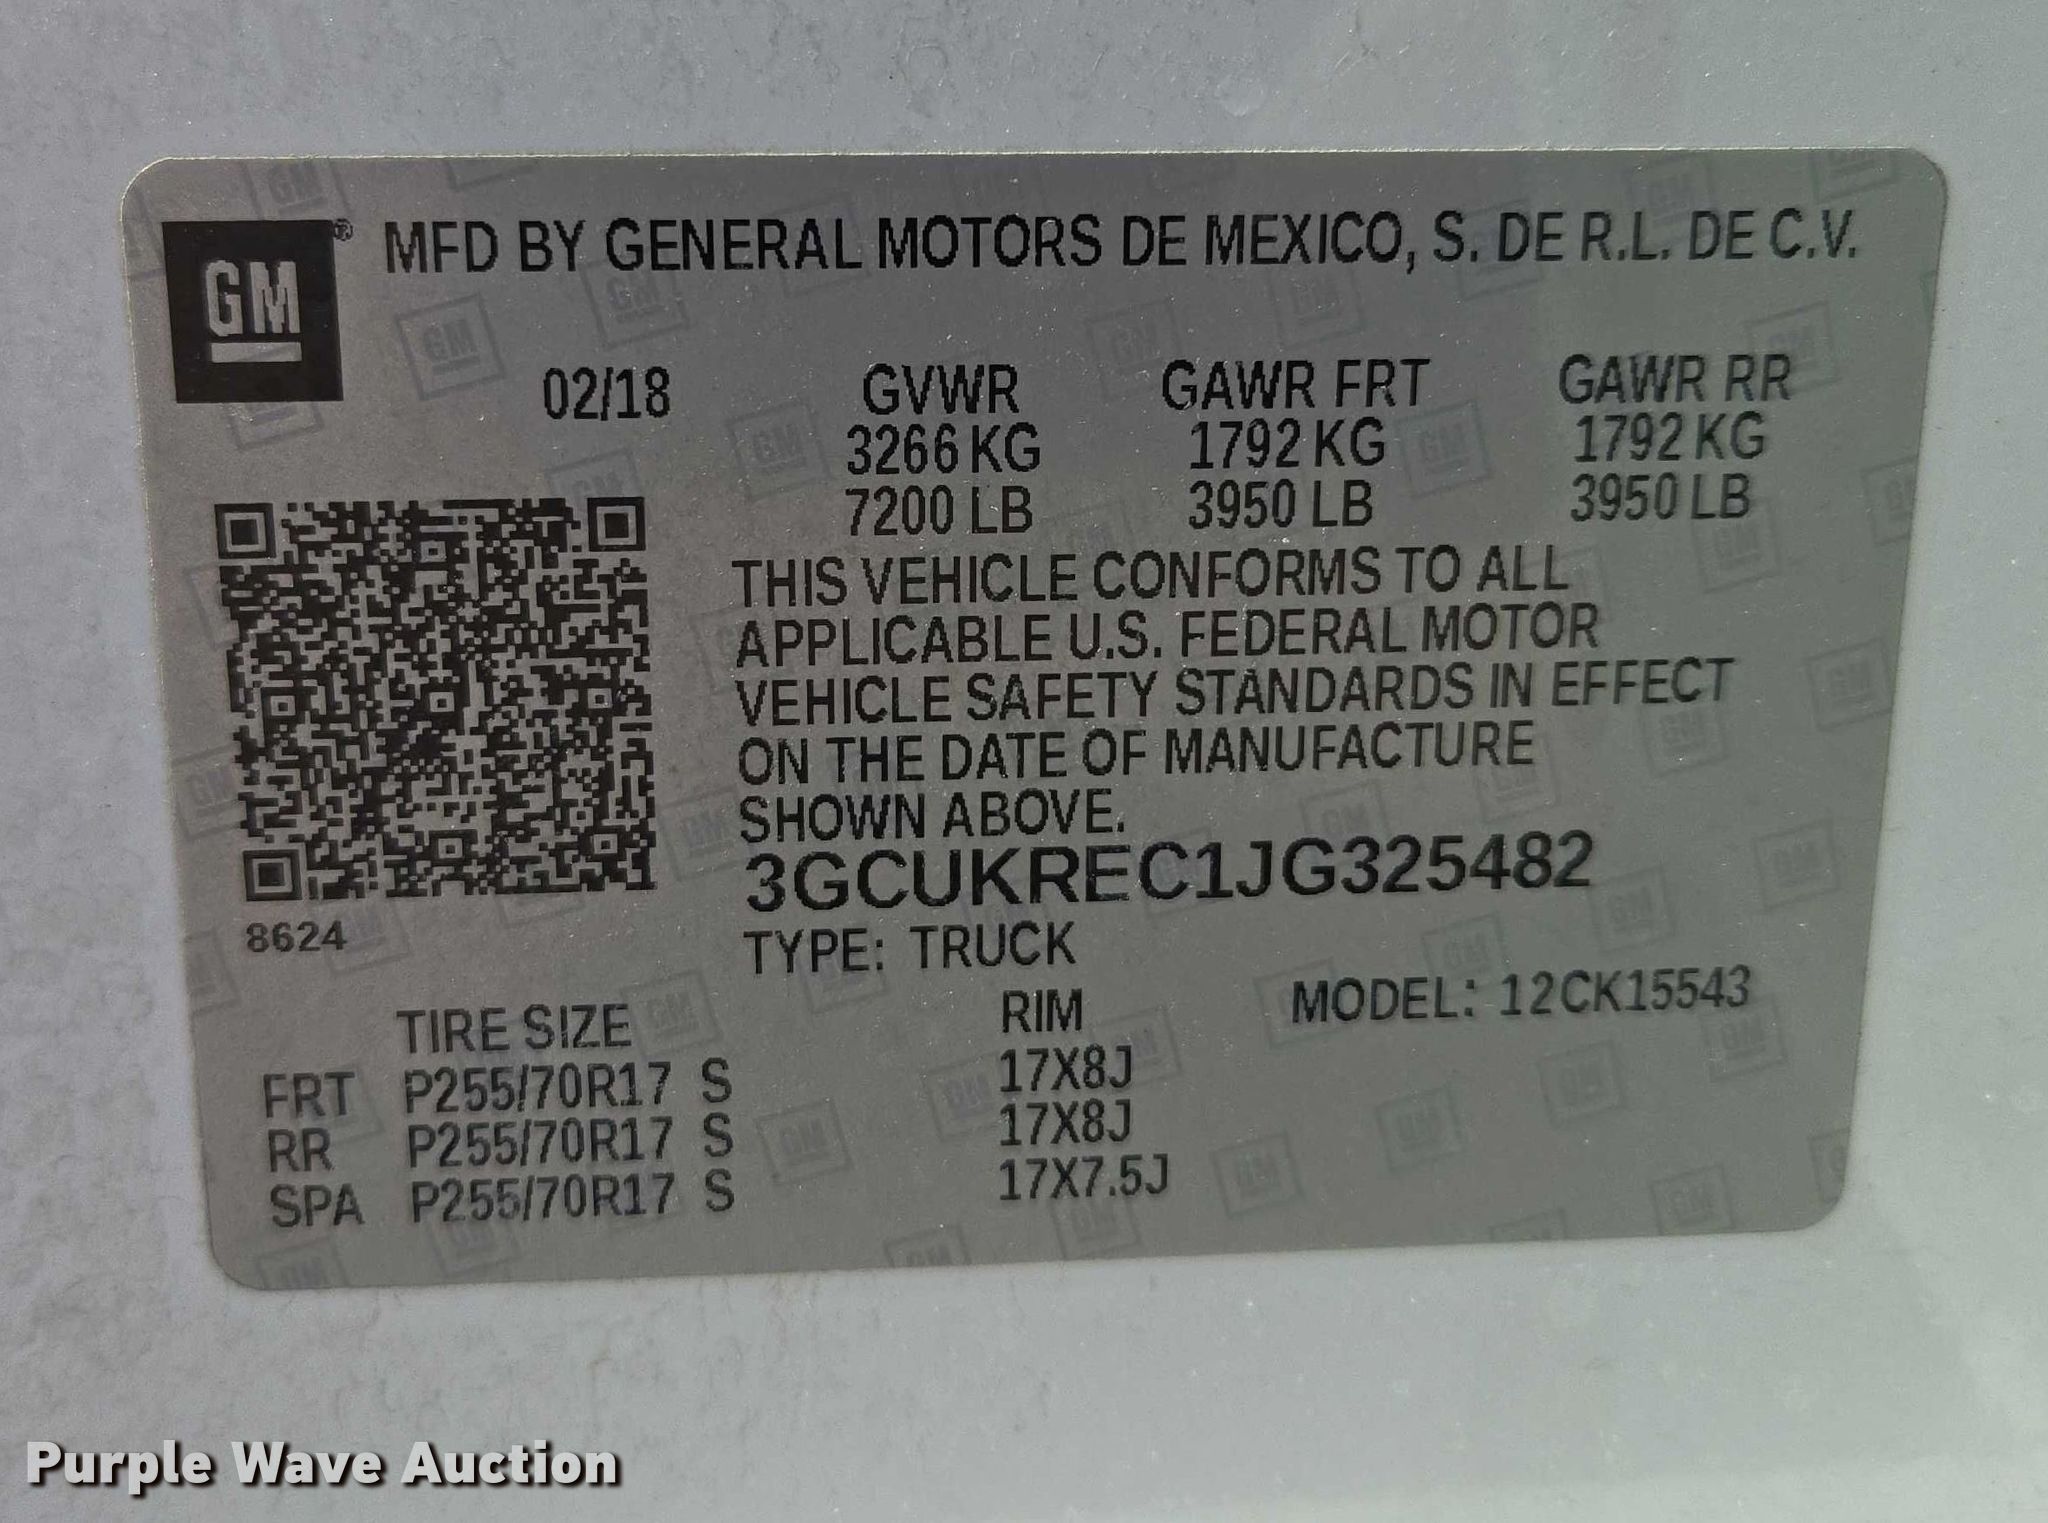 GM® MFD BY GENERAL MOTORS DE MEXICO, S. DE R.L. DE C.V.
02/18 GVWR GAWR FRT GAWR RR
3266 KG 1792 KG 1792 KG
7200 LB 3950 LB 3950 LB
THIS VEHICLE CONFORMS TO ALL
APPLICABLE U.S. FEDERAL MOTOR
VEHICLE SAFETY STANDARDS IN EFFECT
ON THE DATE OF MANUFACTURE
SHOWN ABOVE.
3GCUKREC1JG325482
8624
TYPE: TRUCK
MODEL: 12CK15543
TIRE SIZE RIM
FRT P255/70R17 S 17X8J
RR P255/70R17 S 17X8J
SPA P255/70R17 S 17X7.5J
Purple Wave Auction